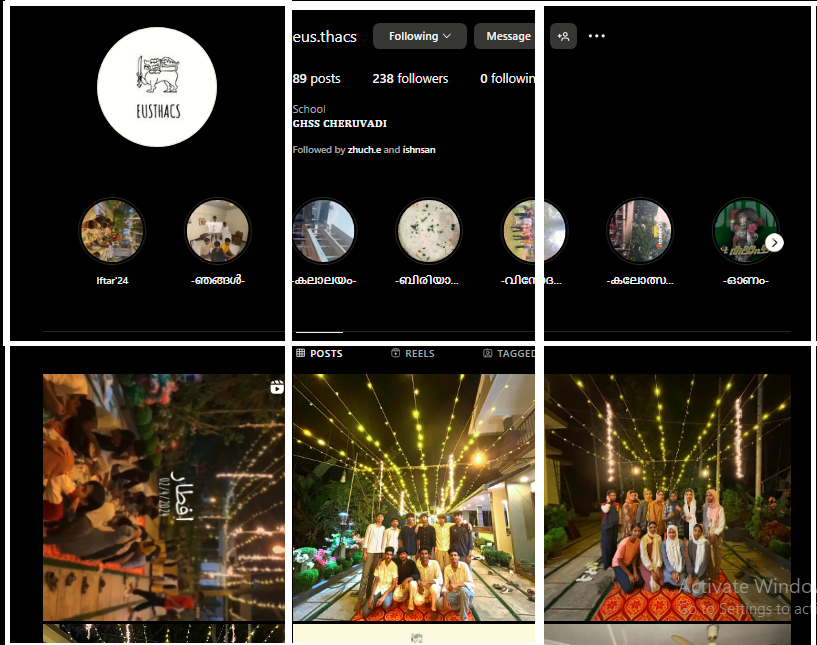 eus.thacs Following Message
EUSTHACS
89 posts 238 followers 0 followin
School
GHSS CHERUVADI
Followed by zhuch.e and ishnsan
Iftar'24 -ഞങ്ങൾ- -കലാലയം- -ബിരിയാ... -വിനോദ... -കലോത്സ... -ഓണം-
POSTS REELS TAGGED
افطار
02/4/2024
Activate Windo
Go to Settings to acti